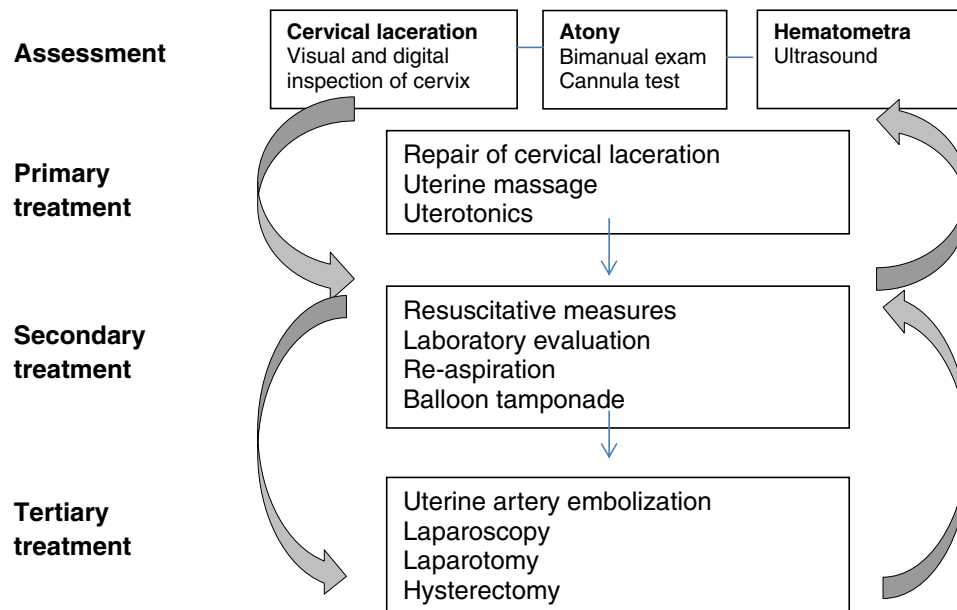 Assessment
Cervical laceration
Visual and digital
inspection of cervix
Atony
Bimanual exam
Cannula test
Hematometra
Ultrasound
Primary
treatment
Repair of cervical laceration
Uterine massage
Uterotonics
Secondary
treatment
Resuscitative measures
Laboratory evaluation
Re-aspiration
Balloon tamponade
Tertiary
treatment
Uterine artery embolization
Laparoscopy
Laparotomy
Hysterectomy